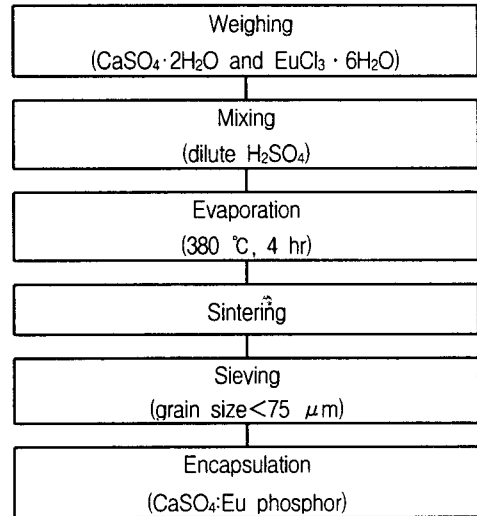 Weighing
(CaSO₄·2H₂O and EuCl₃·6H₂O)
Mixing
(dilute H₂SO₄)
Evaporation
(380 ℃, 4 hr)
Sintering
Sieving
(grain size<75 μm)
Encapsulation
(CaSO₄:Eu phosphor)